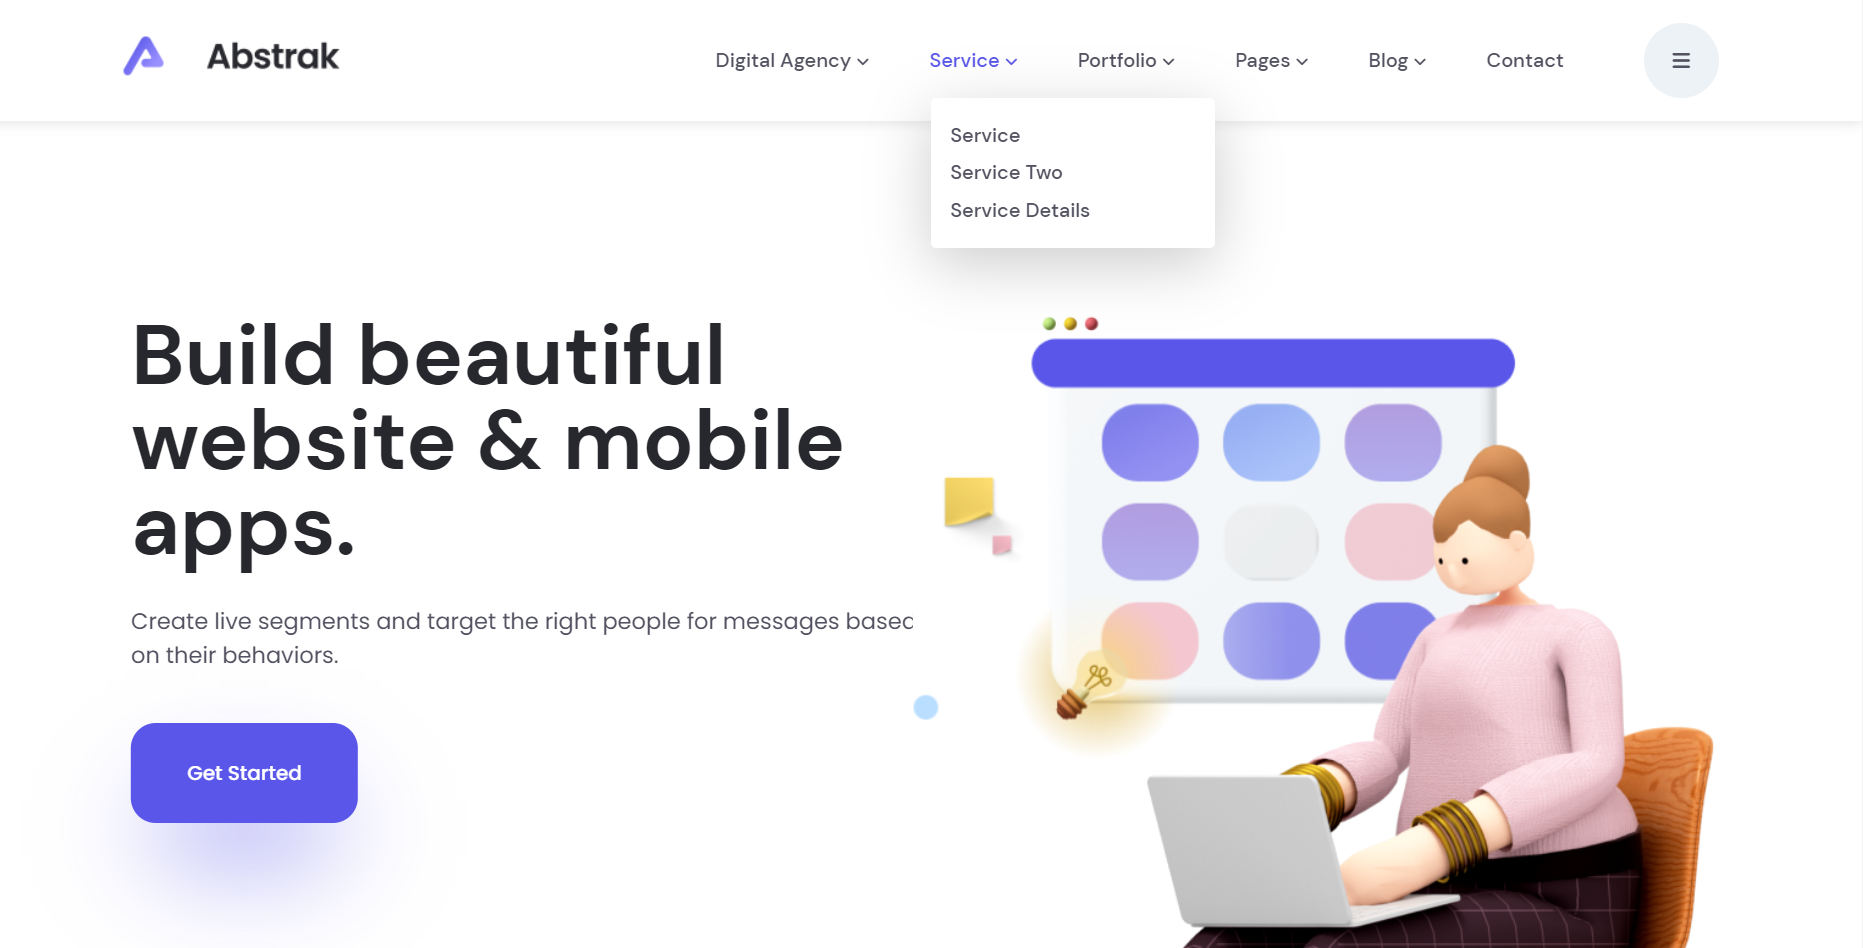 Abstrak
Digital Agency
Service
Portfolio
Pages
Blog
Contact
Service
Service Two
Service Details
Build beautiful
website & mobile
apps.
Create live segments and target the right people for messages based
on their behaviors.
Get Started